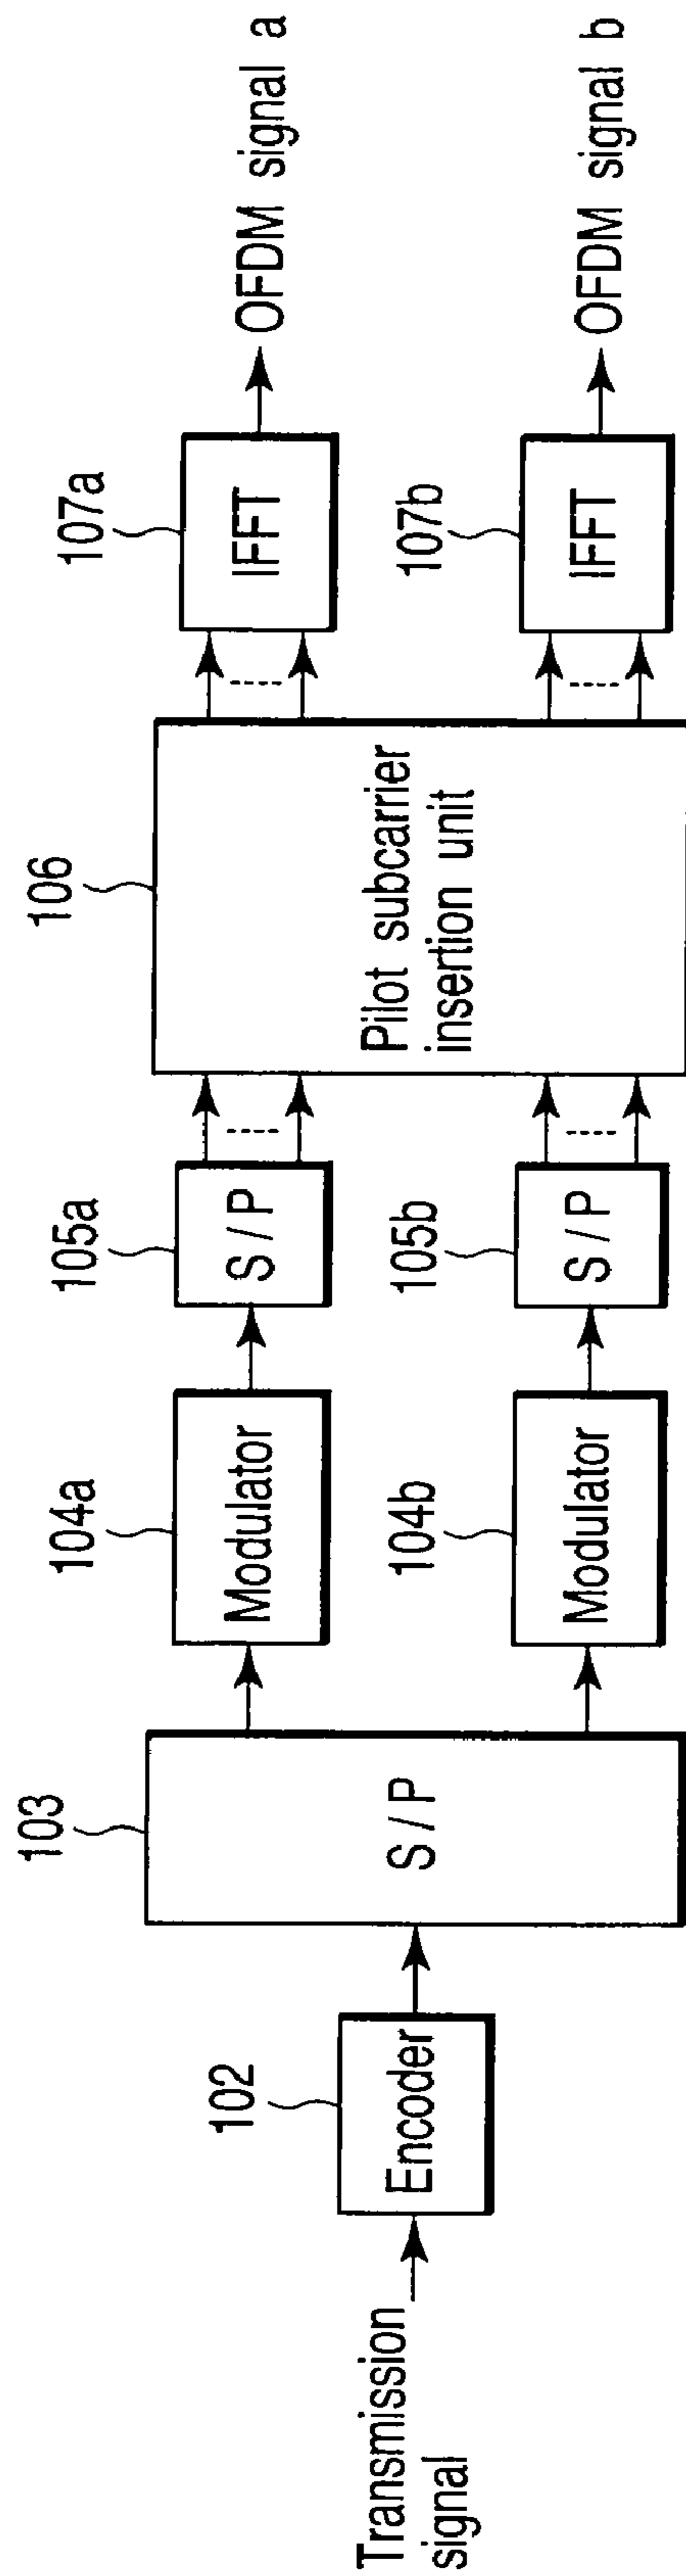 Transmission
signal
102
Encoder
103
S / P
104a
Modulator
104b
Modulator
105a
S / P
105b
S / P
106
Pilot subcarrier
insertion unit
107a
IFFT
107b
IFFT
OFDM signal a
OFDM signal b